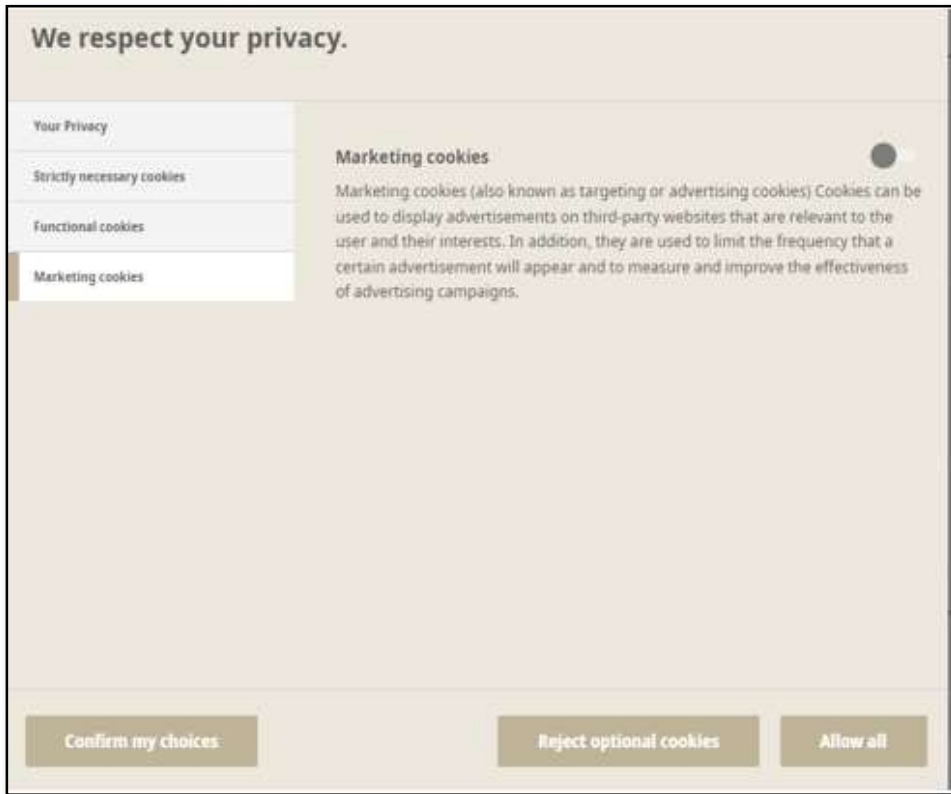 We respect your privacy.
Your Privacy
Strictly necessary cookies
Functional cookies
Marketing cookies
Marketing cookies
Marketing cookies (also known as targeting or advertising cookies) Cookies can be
used to display advertisements on third-party websites that are relevant to the
user and their interests. In addition, they are used to limit the frequency that a
certain advertisement will appear and to measure and improve the effectiveness
of advertising campaigns.
Confirm my choices
Reject optional cookies
Allow all